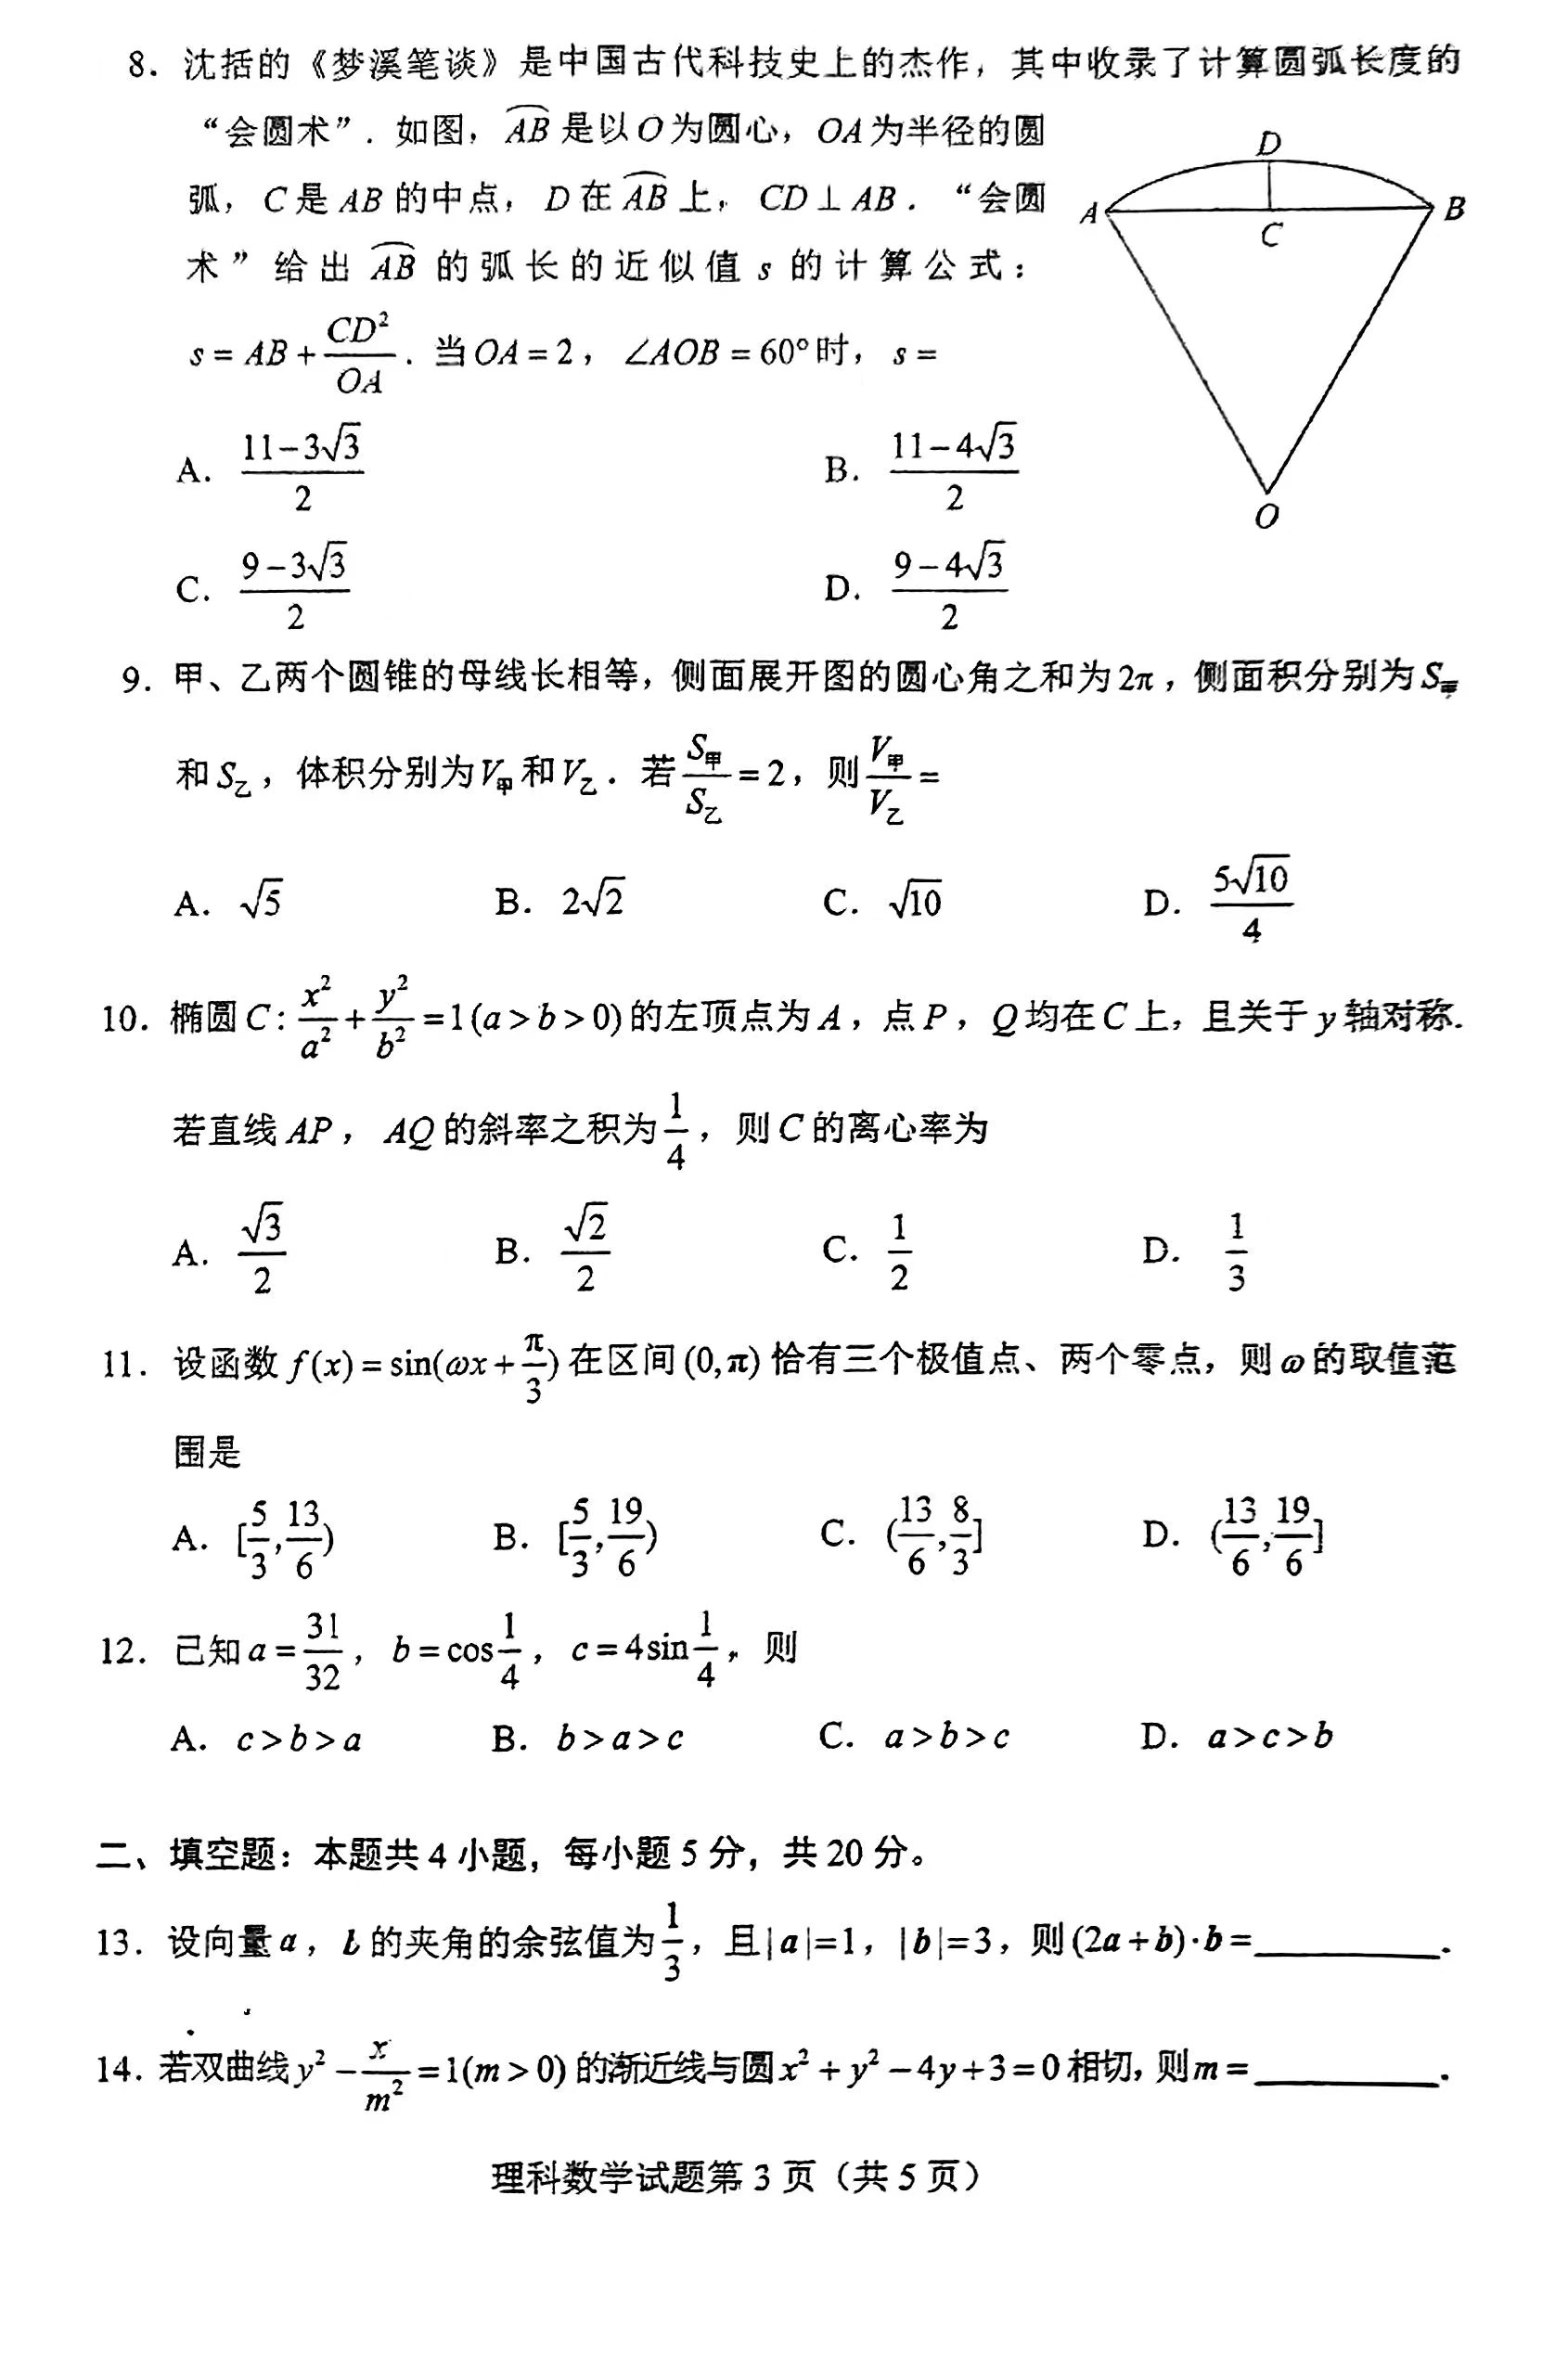 8. 沈括的《梦溪笔谈》是中国古代科技史上的杰作，其中收录了计算圆弧长度的
“会圆术”. 如图，$\overset{\frown}{AB}$ 是以O为圆心，OA为半径的圆
弧，C是AB的中点，D在$\overset{\frown}{AB}$上，CD⊥AB. “会圆
术”给出$\overset{\frown}{AB}$的弧长的近似值s的计算公式：
$s=AB+\frac{CD^2}{OA}$. 当OA=2，∠AOB=60°时，s=
D
A
B
C
O
A. $\frac{11-3\sqrt{3}}{2}$ B. $\frac{11-4\sqrt{3}}{2}$
C. $\frac{9-3\sqrt{3}}{2}$ D. $\frac{9-4\sqrt{3}}{2}$
9. 甲、乙两个圆锥的母线长相等，侧面展开图的圆心角之和为2π，侧面积分别为$S_甲$
和$S_乙$，体积分别为$V_甲$和$V_乙$. 若$\frac{S_甲}{S_乙}=2$，则$\frac{V_甲}{V_乙}=$
A. $\sqrt{5}$ B. $2\sqrt{2}$ C. $\sqrt{10}$ D. $\frac{5\sqrt{10}}{4}$
10. 椭圆$C:\frac{x^2}{a^2}+\frac{y^2}{b^2}=1(a>b>0)$的左顶点为A，点P，Q均在C上，且关于y轴对称.
若直线AP，AQ的斜率之积为$\frac{1}{4}$，则C的离心率为
A. $\frac{\sqrt{3}}{2}$ B. $\frac{\sqrt{2}}{2}$ C. $\frac{1}{2}$ D. $\frac{1}{3}$
11. 设函数$f(x)=\sin(\omega x+\frac{π}{3})$在区间(0,π)恰有三个极值点、两个零点，则ω的取值范
围是
A. $[\frac{5}{3},\frac{13}{6})$ B. $[\frac{5}{3},\frac{19}{6})$ C. $(\frac{13}{6},\frac{8}{3}]$ D. $(\frac{13}{6},\frac{19}{6}]$
12. 已知$a=\frac{31}{32}$，$b=\cos\frac{1}{4}$，$c=4\sin\frac{1}{4}$，则
A. c>b>a B. b>a>c C. a>b>c D. a>c>b
二、填空题：本题共4小题，每小题5分，共20分。
13. 设向量a，b的夹角的余弦值为$\frac{1}{3}$，且|a|=1，|b|=3，则(2a+b)·b=________.
14. 若双曲线$y^2-\frac{x}{m^2}=1(m>0)$的渐近线与圆$x^2+y^2-4y+3=0$相切，则m=________.
理科数学试题第3页（共5页）